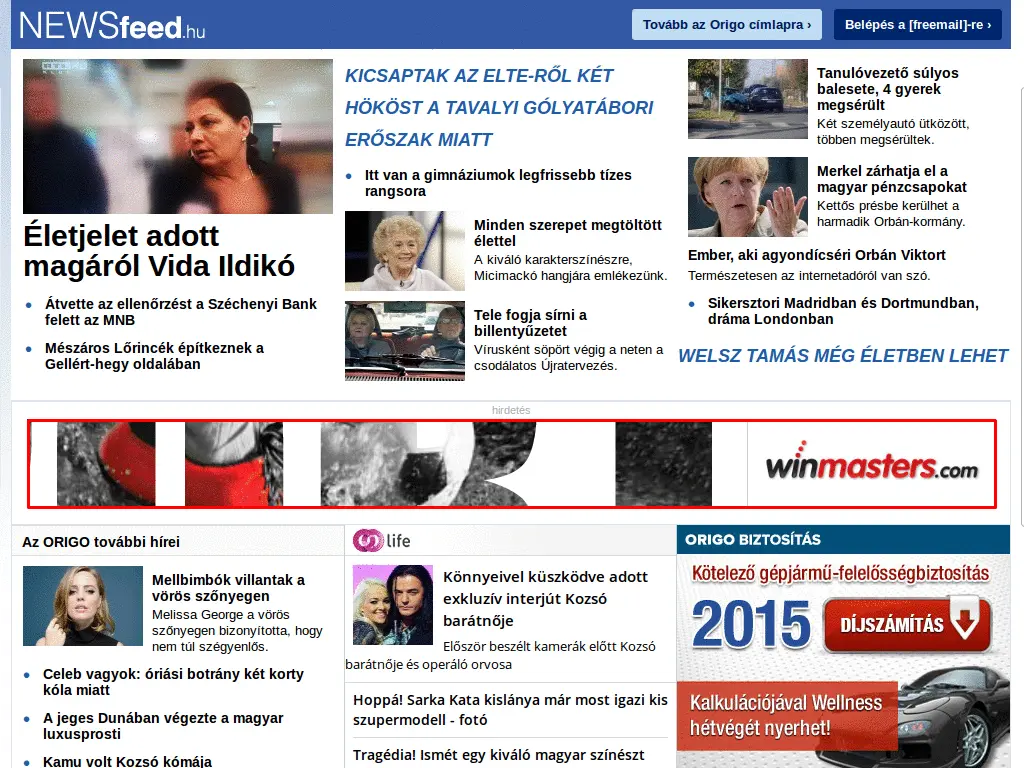 NEWSfeed.hu
Tovább az Origo címlapra ›
Belépés a [freemail]-re ›
Életjelet adott
magáról Vida Ildikó
Átvette az ellenőrzést a Széchenyi Bank
felett az MNB
Mészáros Lőrincék építkeznek a
Gellért-hegy oldalában
KICSAPTAK AZ ELTE-RŐL KÉT
HÖKÖST A TAVALYI GÓLYATÁBORI
ERŐSZAK MIATT
Itt van a gimnáziumok legfrissebb tízes
rangsora
Minden szerepet megtöltött
élettel
A kiváló karakterszínészre,
Micimackó hangjára emlékezünk.
Tele fogja sírni a
billentyűzetet
Vírusként söpört végig a neten a
csodálatos Újratervezés.
Tanulóvezető súlyos
balesete, 4 gyerek
megsérült
Két személyautó ütközött,
többen megsérültek.
Merkel zárhatja el a
magyar pénzcsapokat
Kettős présbe kerülhet a
harmadik Orbán-kormány.
Ember, aki agyondícséri Orbán Viktort
Természetesen az internetadóról van szó.
Sikersztori Madridban és Dortmundban,
dráma Londonban
WELSZ TAMÁS MÉG ÉLETBEN LEHET
hirdetés
winmasters.com
Az ORIGO további hírei
Mellbimbók villantak a
vörös szőnyegen
Melissa George a vörös
szőnyegen bizonyította, hogy
nem túl szégyenlős.
Celeb vagyok: óriási botrány két korty
kóla miatt
A jeges Dunában végezte a magyar
luxusprosti
Kamu volt Kozsó kómája
life
Könnyeivel küszködve adott
exkluzív interjút Kozsó
barátnője
Először beszélt kamerák előtt Kozsó
barátnője és operáló orvosa
Hoppá! Sarka Kata kislánya már most igazi kis
szupermodell - fotó
Tragédia! Ismét egy kiváló magyar színészt
ORIGO BIZTOSÍTÁS
Kötelező gépjármű-felelősségbiztosítás
2015
DÍJSZÁMÍTÁS
Kalkulációjával Wellness
hétvégét nyerhet!